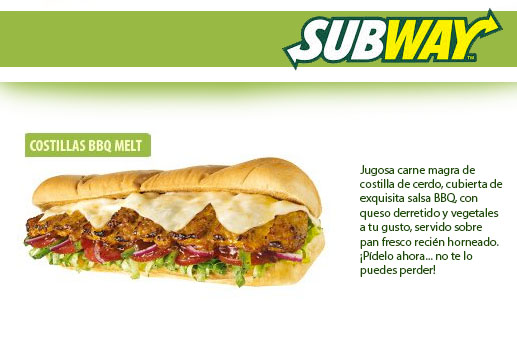 SUBWAY™
COSTILLAS BBQ MELT
Jugosa carne magra de
costilla de cerdo, cubierta de
exquisita salsa BBQ, con
queso derretido y vegetales
a tu gusto, servido sobre
pan fresco recién horneado.
¡Pídelo ahora... no te lo
puedes perder!